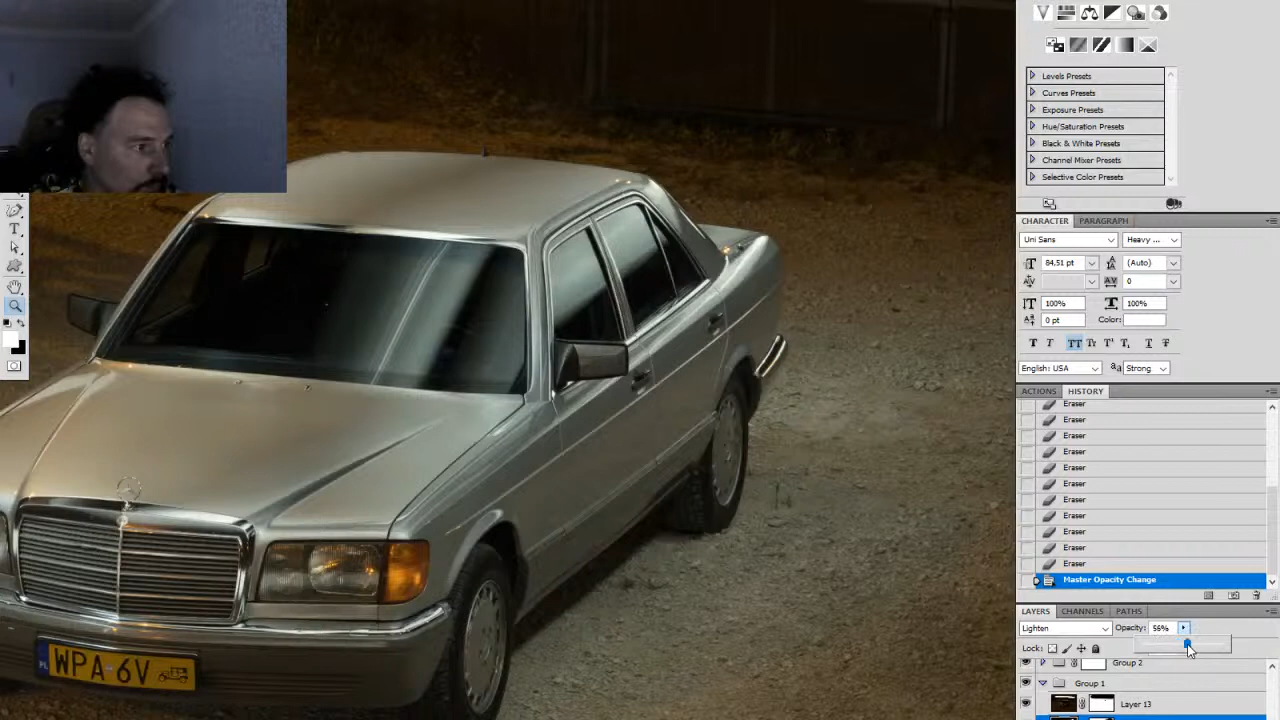 Levels Presets
Curves Presets
Exposure Presets
Hue/Saturation Presets
Black & White Presets
Channel Mixer Presets
Selective Color Presets
CHARACTER PARAGRAPH
Uni Sans Heavy ...
84,51 pt (Auto)
0
100% 100%
0 pt Color:
English: USA Strong
ACTIONS HISTORY
Eraser
Eraser
Eraser
Eraser
Eraser
Eraser
Eraser
Eraser
Eraser
Eraser
Eraser
Master Opacity Change
LAYERS CHANNELS PATHS
Lighten Opacity: 56%
Lock:
Group 2
Group 1
Layer 13
PL WPA 6V